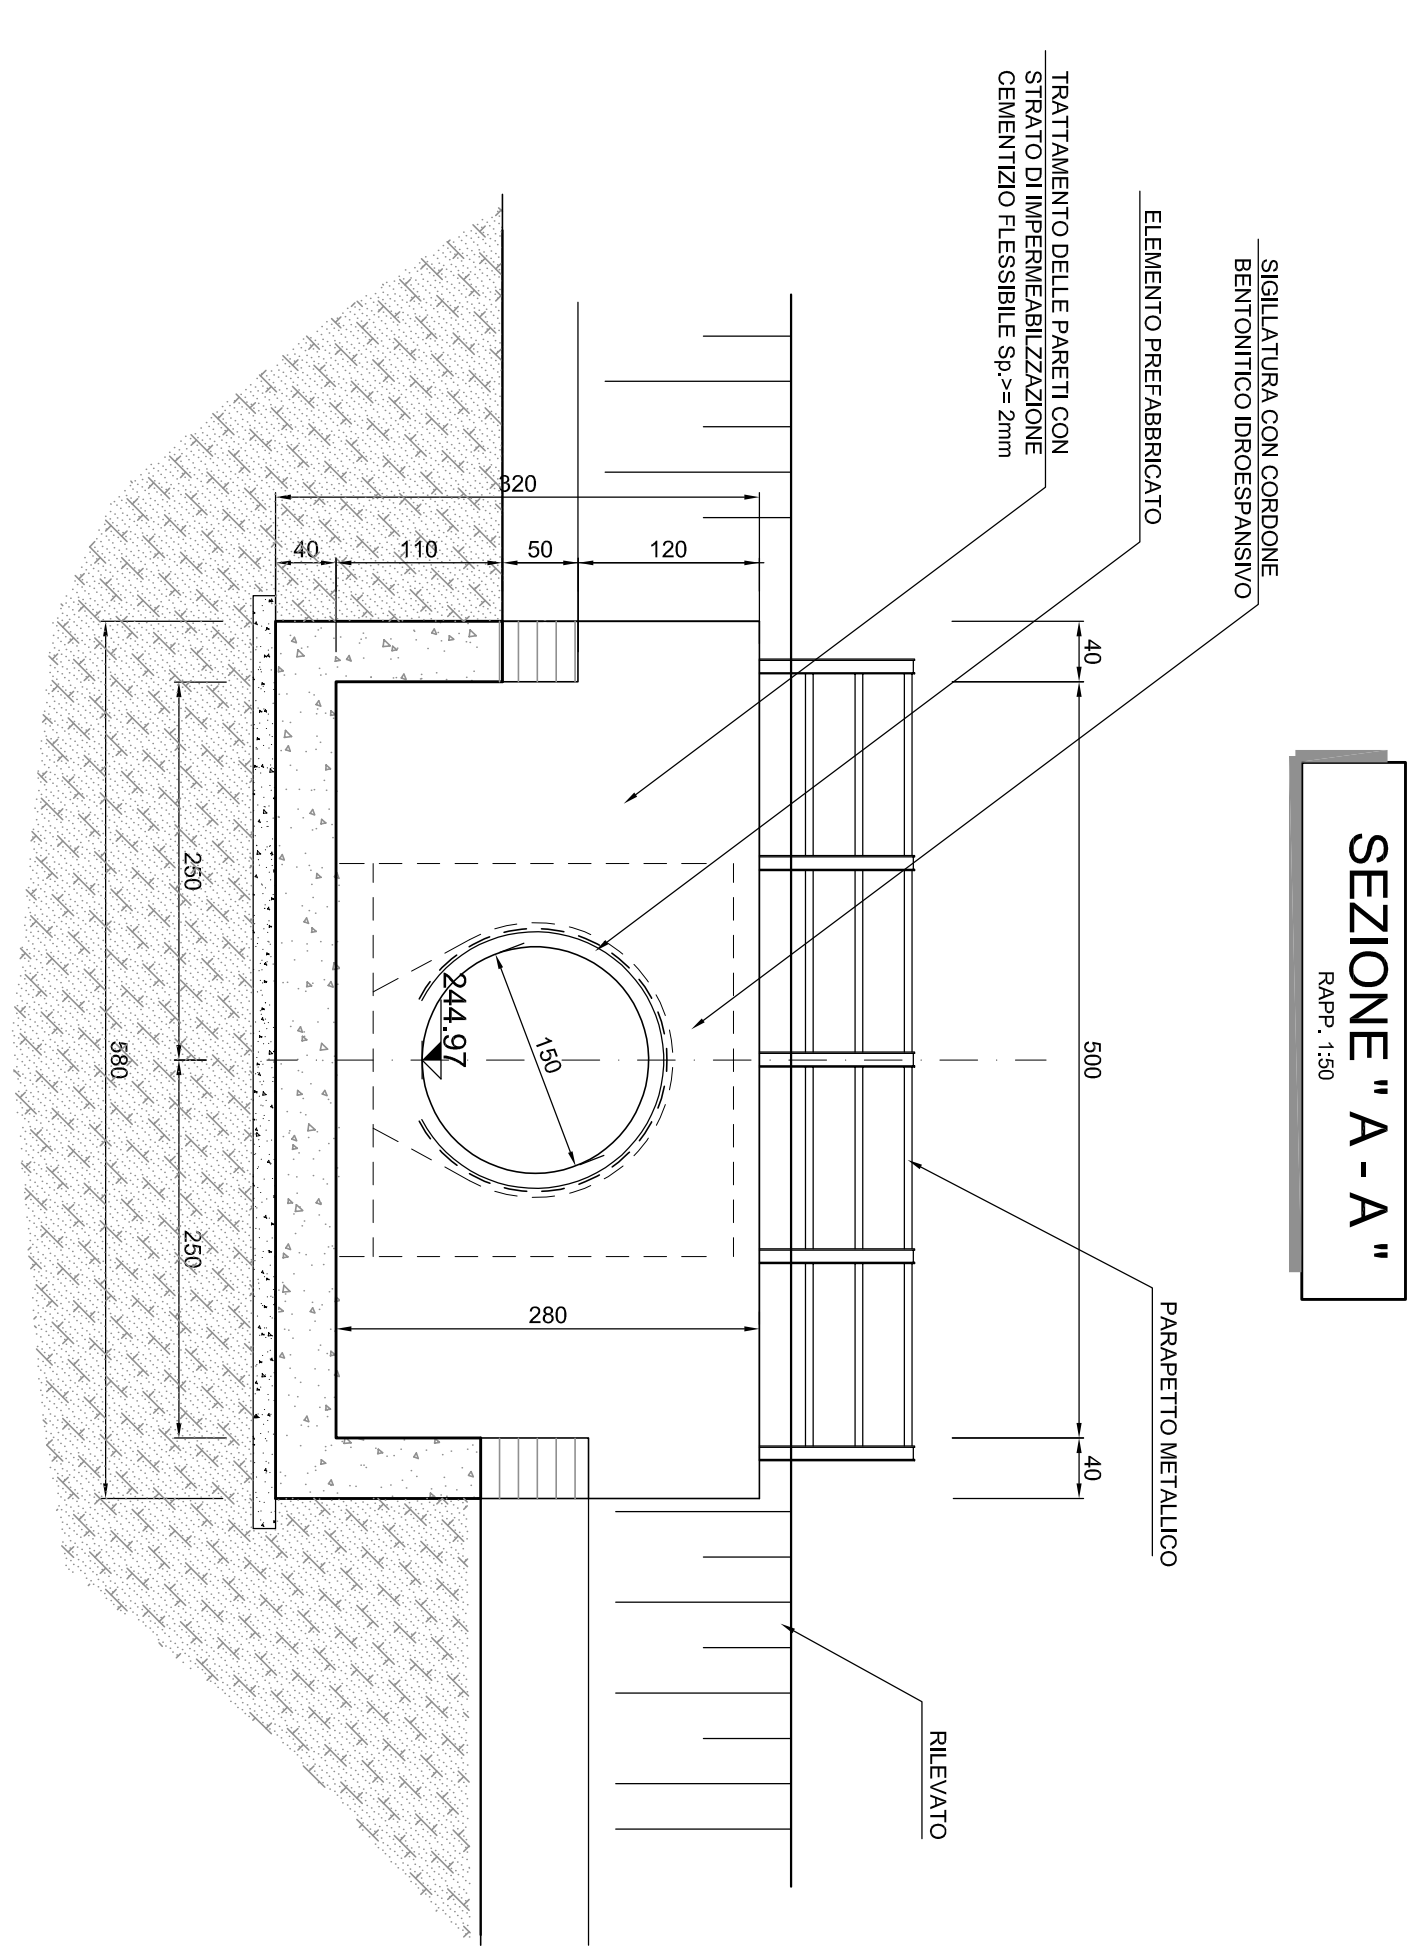 SEZIONE " A - A "
RAPP. 1:50
SIGILLATURA CON CORDONE
BENTONITICO IDROESPANSIVO
ELEMENTO PREFABBRICATO
TRATTAMENTO DELLE PARETI CON
STRATO DI IMPERMEABILZZAZIONE
CEMENTIZIO FLESSIBILE Sp.>= 2mm
PARAPETTO METALLICO
RILEVATO
40
500
40
320
120
50
110
40
280
150
244.97
250
250
580